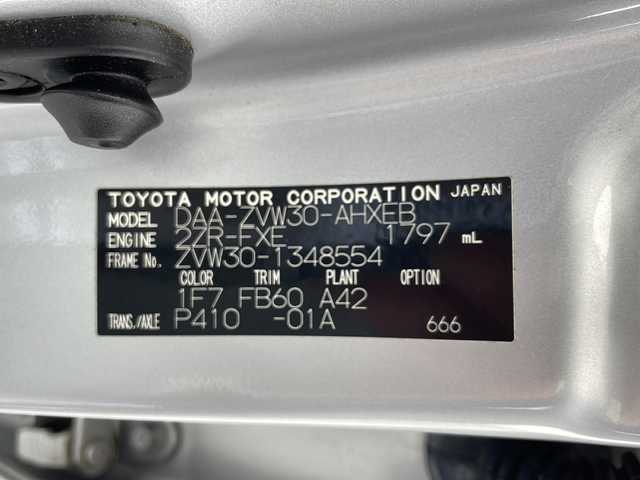 TOYOTA MOTOR CORPORATION JAPAN
MODEL DAA-ZVW30-AHXEB
ENGINE 2ZR-FXE 1797 mL
FRAME No. ZVW30-1348554
COLOR TRIM PLANT OPTION
1F7 FB60 A42
TRANS./AXLE P410 -01A 666